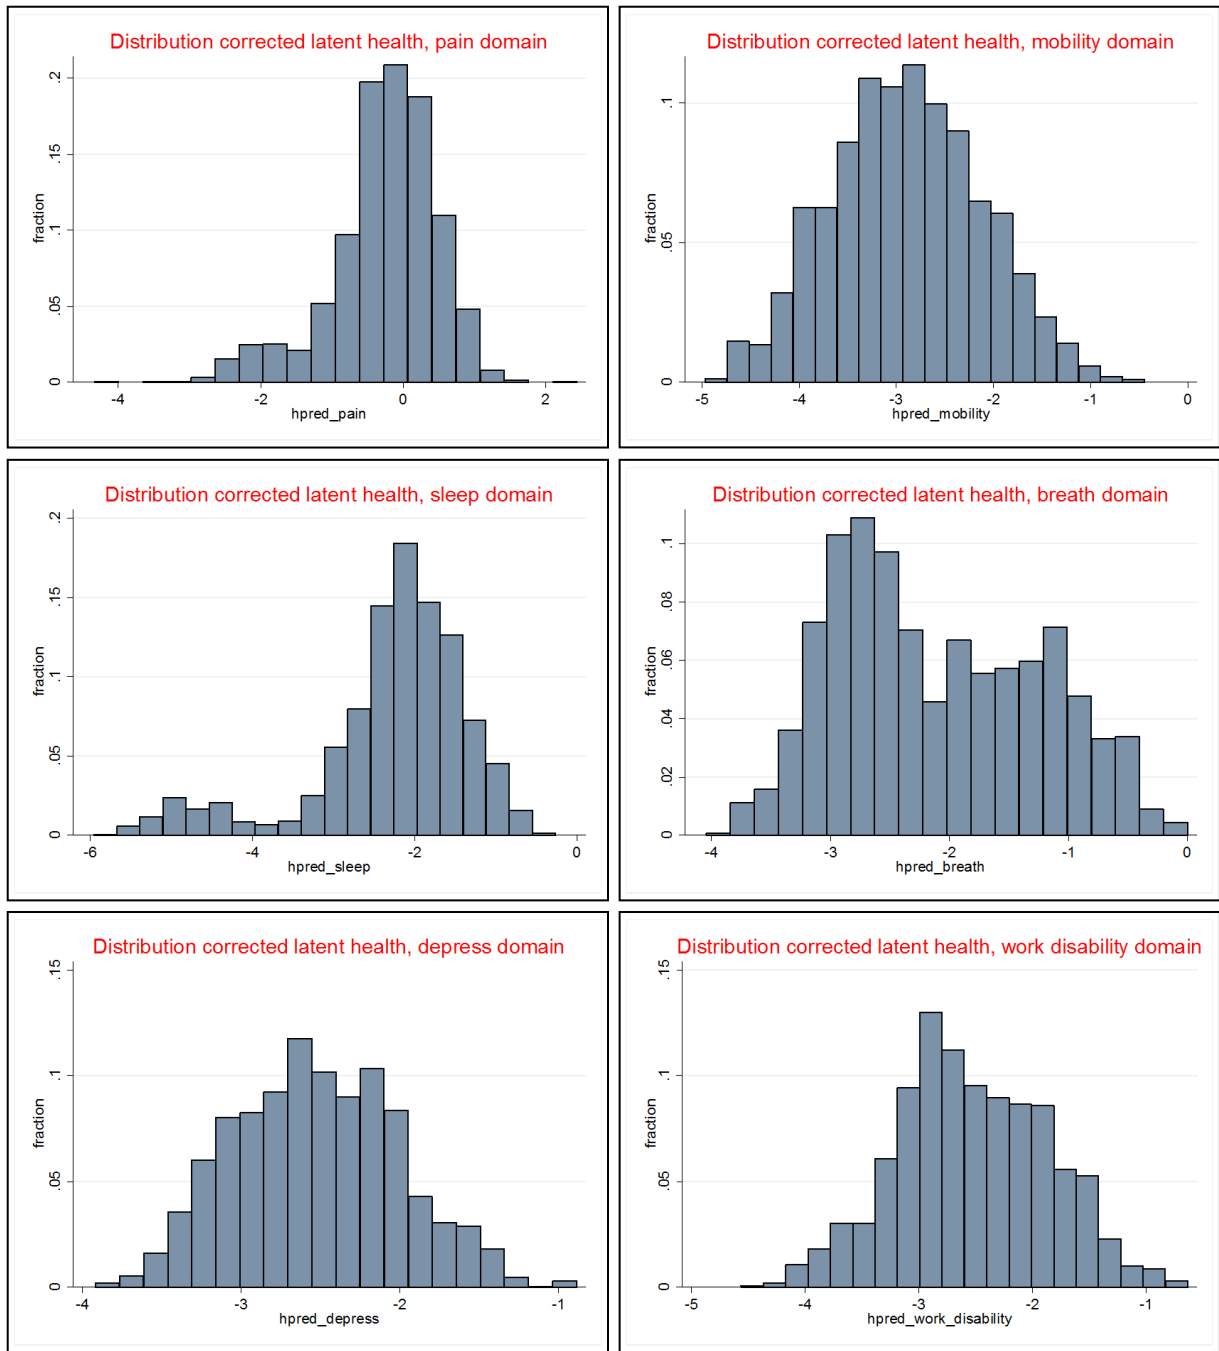 Distribution corrected latent health, pain domain
fraction
.2
.15
.1
.05
0
-4 -2 0 2
hpred_pain
Distribution corrected latent health, mobility domain
fraction
.1
.05
0
-5 -4 -3 -2 -1 0
hpred_mobility
Distribution corrected latent health, sleep domain
fraction
.2
.15
.1
.05
0
-6 -4 -2 0
hpred_sleep
Distribution corrected latent health, breath domain
fraction
.1
.08
.06
.04
.02
0
-4 -3 -2 -1 0
hpred_breath
Distribution corrected latent health, depress domain
fraction
.15
.1
.05
0
-4 -3 -2 -1
hpred_depress
Distribution corrected latent health, work disability domain
fraction
.15
.1
.05
0
-5 -4 -3 -2 -1
hpred_work_disability